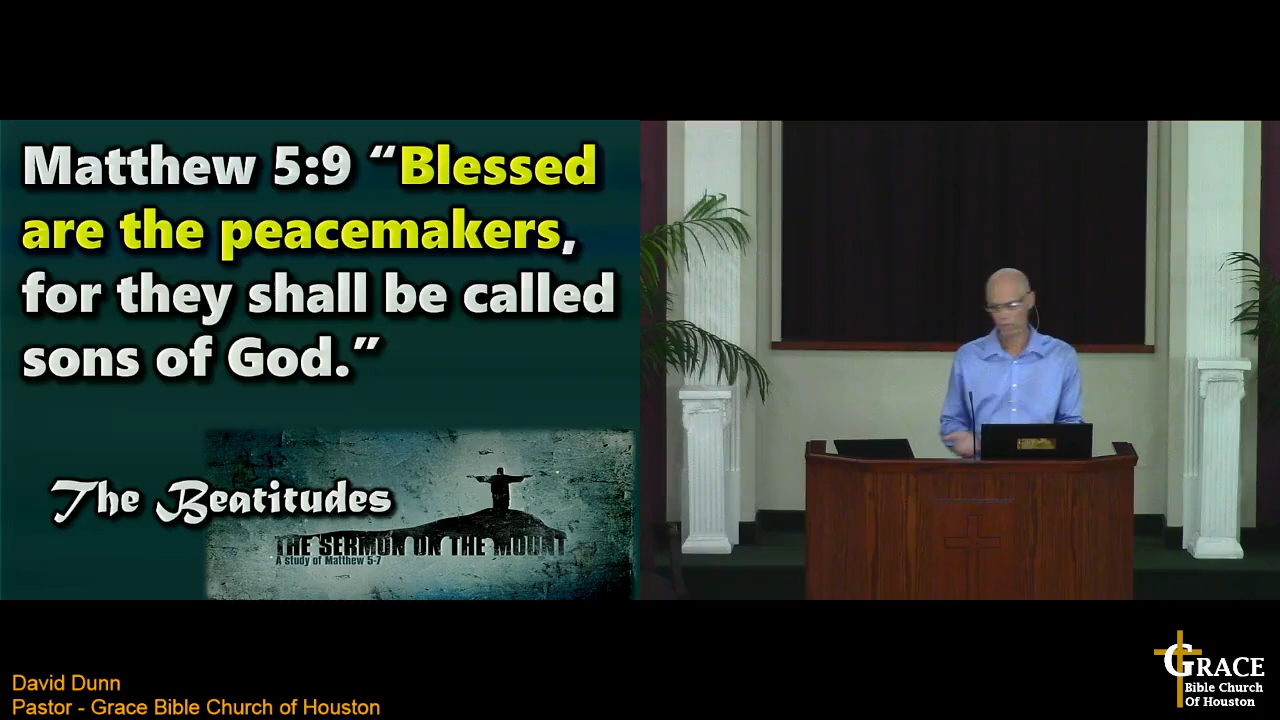 Matthew 5:9 “Blessed
are the peacemakers,
for they shall be called
sons of God.”
The Beatitudes
THE SERMON ON THE MOUNT
A study of Matthew 5-7
David Dunn
Pastor - Grace Bible Church of Houston
GRACE
Bible Church
Of Houston